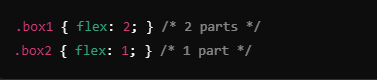 .box1 { flex: 2; } /* 2 parts */
.box2 { flex: 1; } /* 1 part */